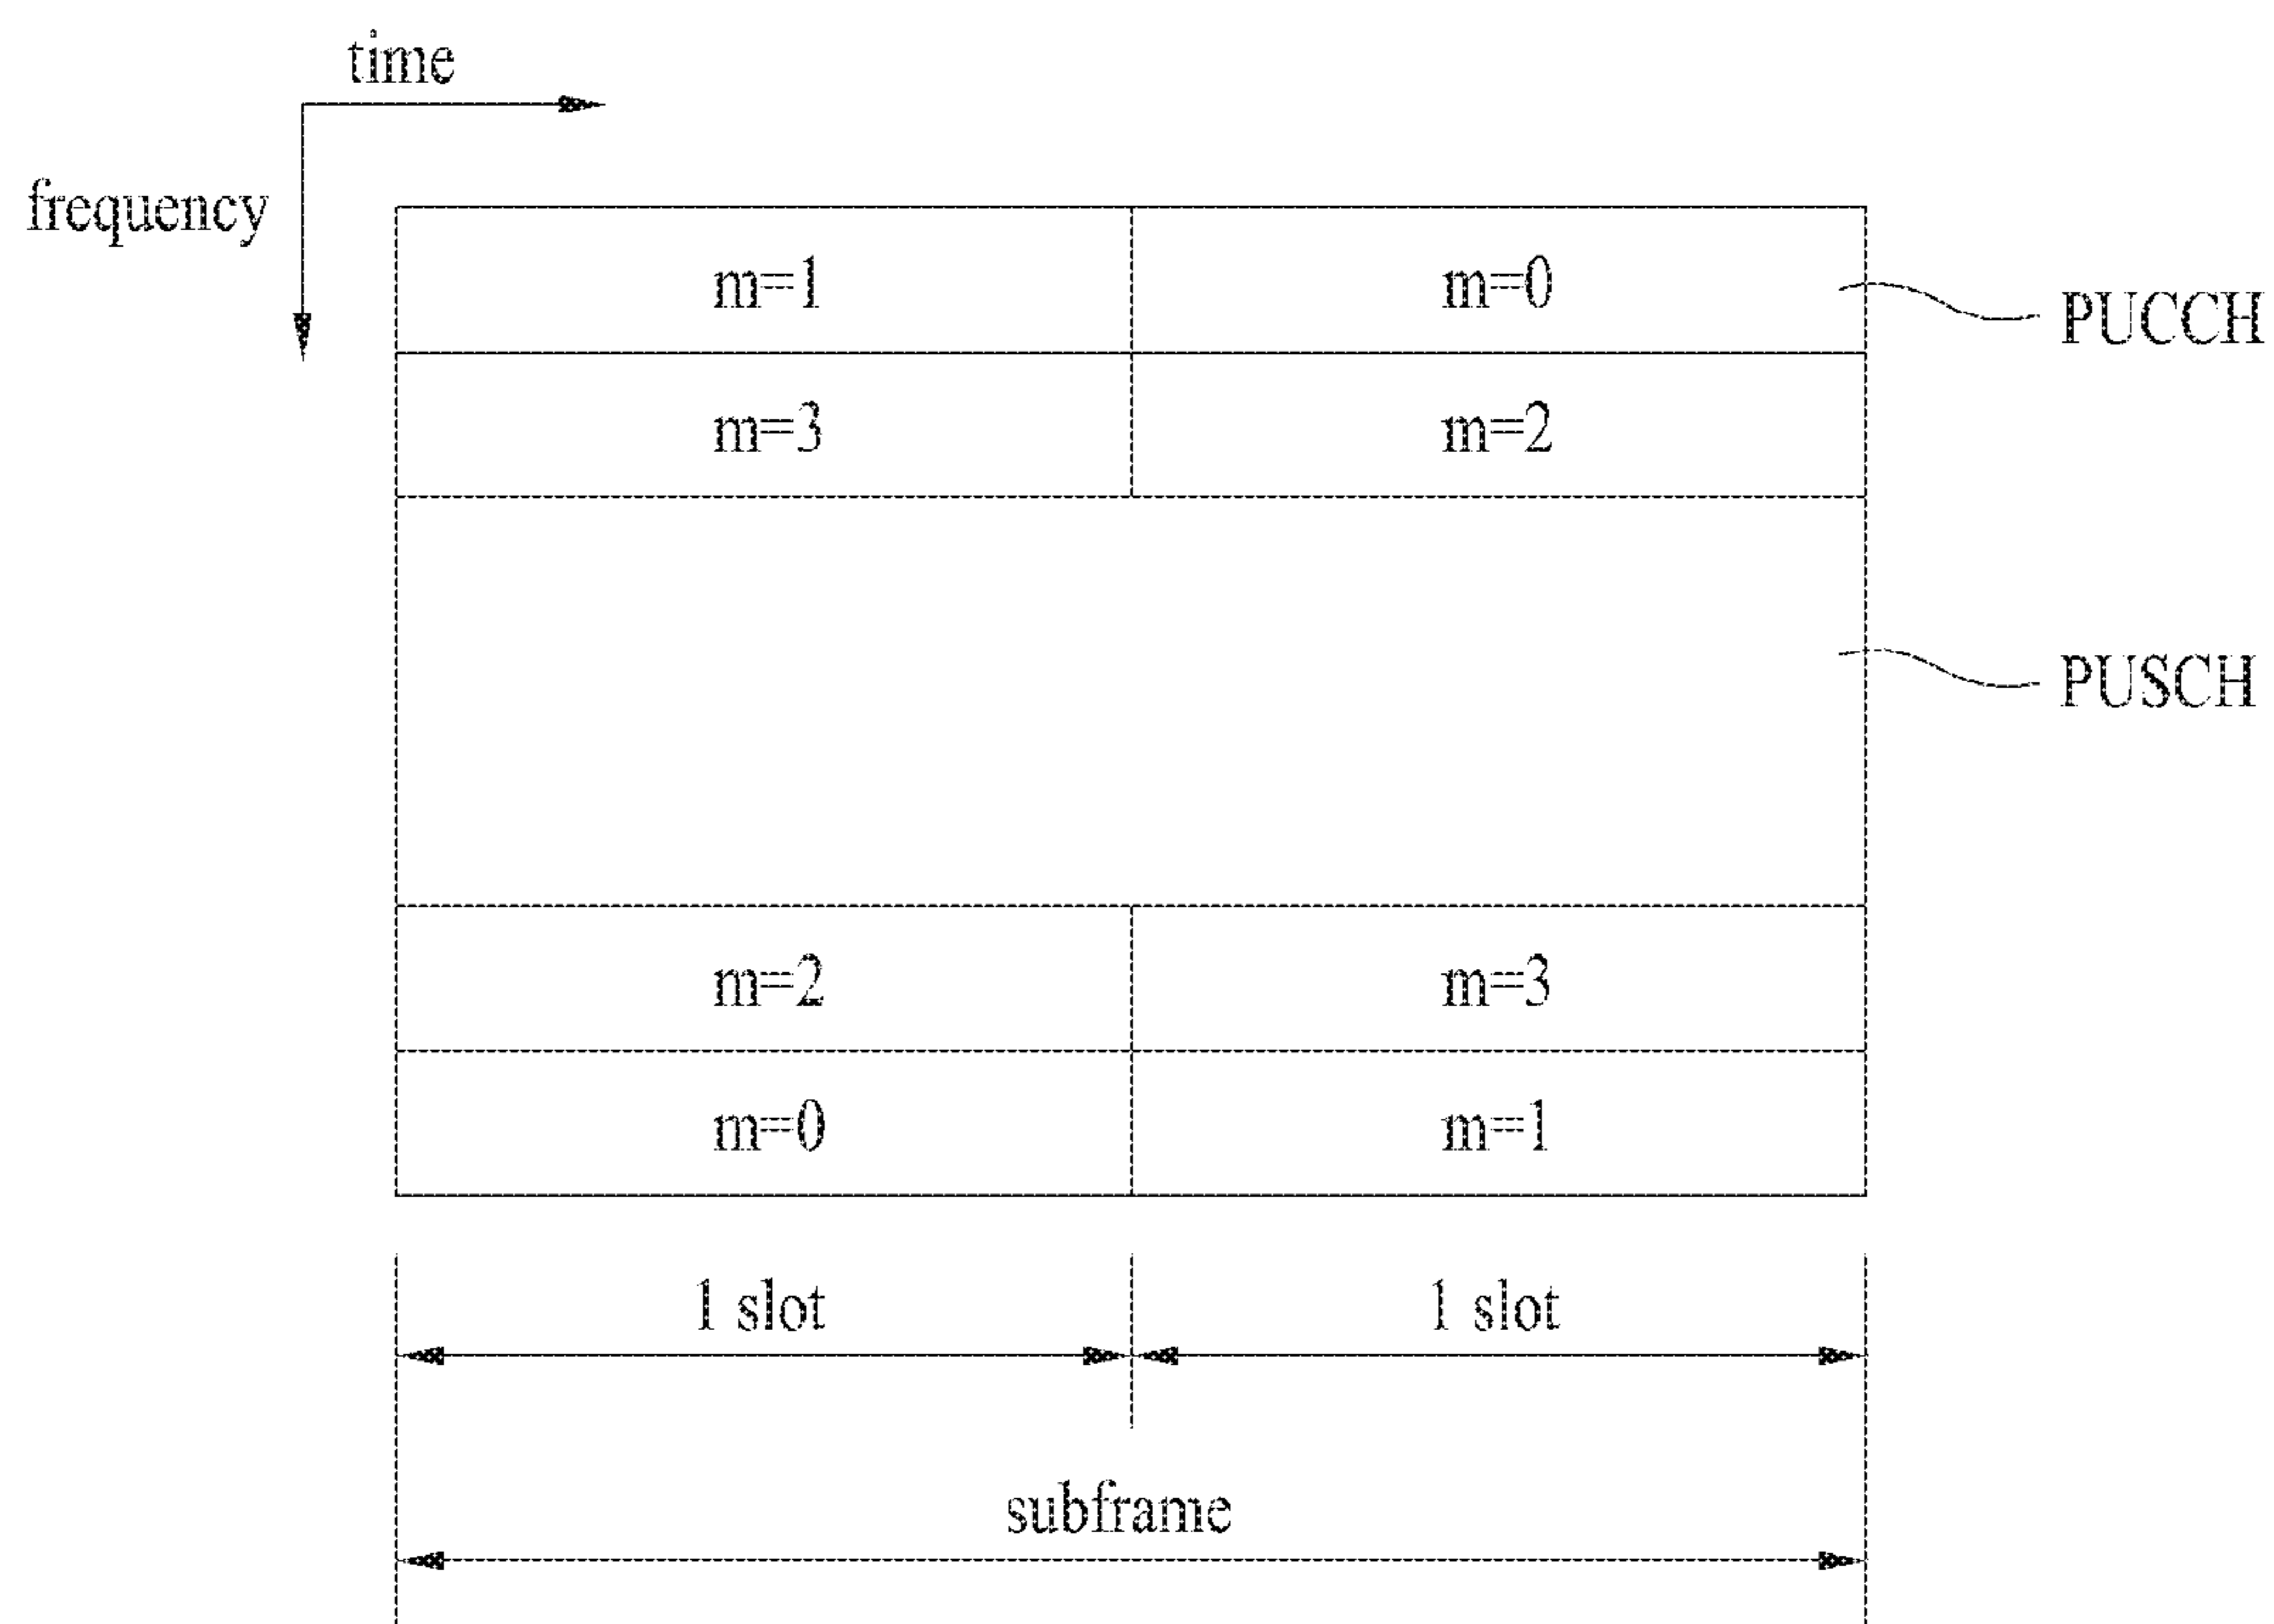 time
frequency
m=1 m=0
PUCCH
m=3 m=2
PUSCH
m=2 m=3
m=0 m=1
1 slot 1 slot
subframe